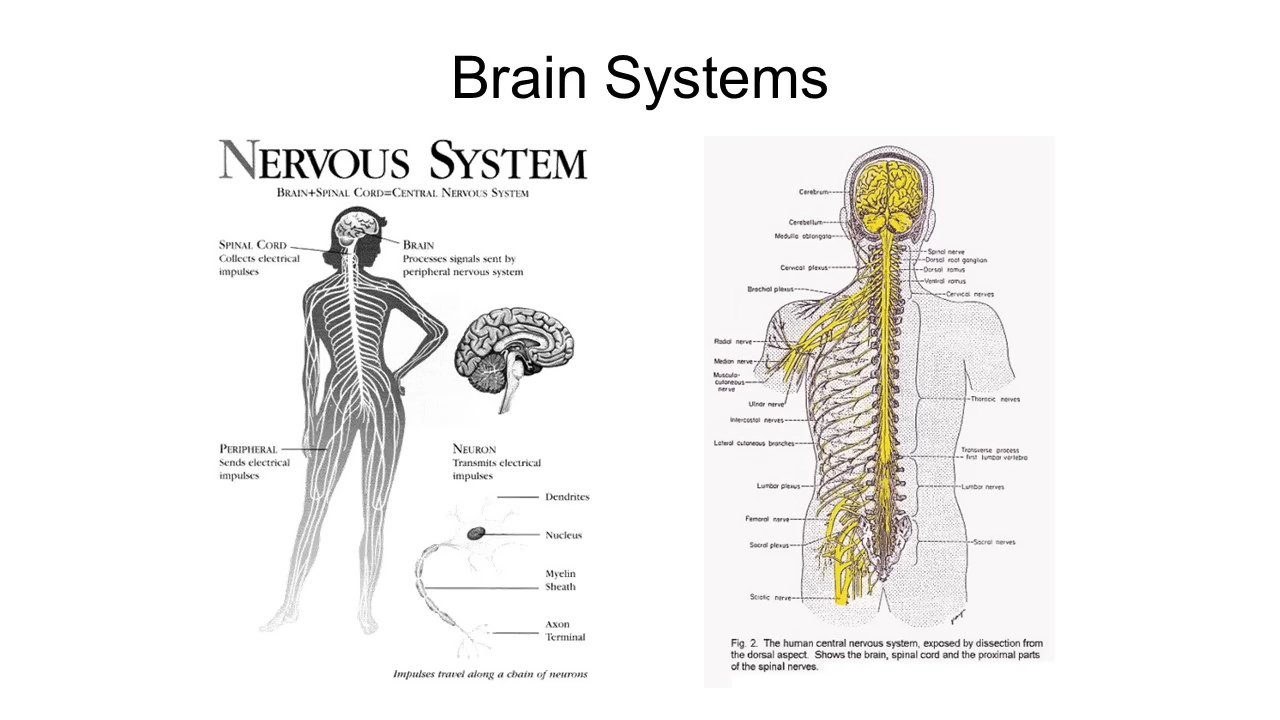 Brain Systems
NERVOUS SYSTEM
BRAIN+SPINAL CORD=CENTRAL NERVOUS SYSTEM
SPINAL CORD
Collects electrical
impulses
BRAIN
Processes signals sent by
peripheral nervous system
PERIPHERAL
Sends electrical
impulses
NEURON
Transmits electrical
impulses
Dendrites
Nucleus
Myelin
Sheath
Axon
Terminal
Impulses travel along a chain of neurons
Cerebrum
Cerebellum
Medulla oblongata
Cervical plexus
Brachial plexus
Radial nerve
Median nerve
Musculo-
cutaneous
nerve
Ulnar nerve
Intercostal nerves
Lateral cutaneous branches
Lumbar plexus
Femoral nerve
Sacral plexus
Sciatic nerve
Spinal nerve
Dorsal root ganglion
Dorsal ramus
Ventral ramus
Cervical nerves
Thoracic nerves
Transverse process
first lumbar vertebra
Lumbar nerves
Sacral nerves
Fig. 2. The human central nervous system, exposed by dissection from
the dorsal aspect. Shows the brain, spinal cord and the proximal parts
of the spinal nerves.